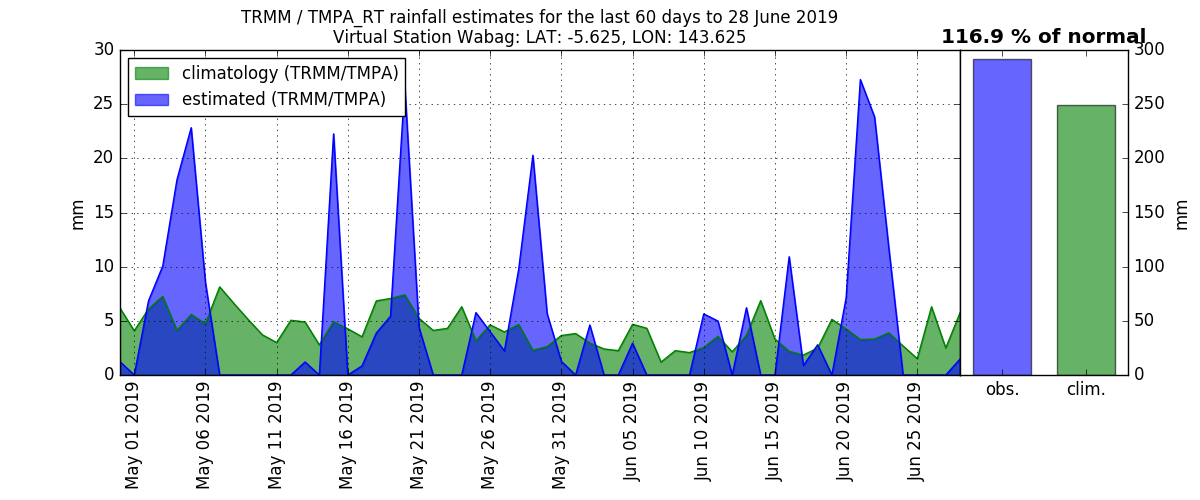 TRMM / TMPA_RT rainfall estimates for the last 60 days to 28 June 2019
Virtual Station Wabag: LAT: -5.625, LON: 143.625
116.9 % of normal
climatology (TRMM/TMPA)
estimated (TRMM/TMPA)
30
25
20
15
10
5
0
mm
May 01 2019
May 06 2019
May 11 2019
May 16 2019
May 21 2019
May 26 2019
May 31 2019
Jun 05 2019
Jun 10 2019
Jun 15 2019
Jun 20 2019
Jun 25 2019
300
250
200
150
100
50
0
mm
obs.
clim.